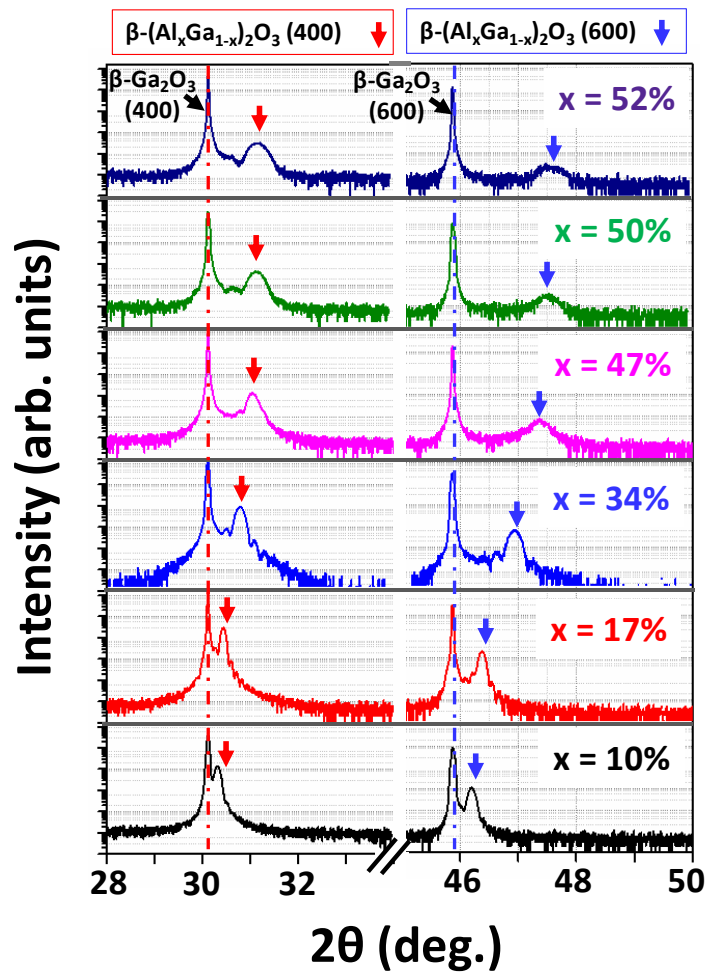 β-(AlₓGa₁₋ₓ)₂O₃ (400)
β-(AlₓGa₁₋ₓ)₂O₃ (600)
β-Ga₂O₃
(400)
β-Ga₂O₃
(600)
x = 52%
x = 50%
x = 47%
x = 34%
x = 17%
x = 10%
Intensity (arb. units)
28 30 32 46 48 50
2θ (deg.)